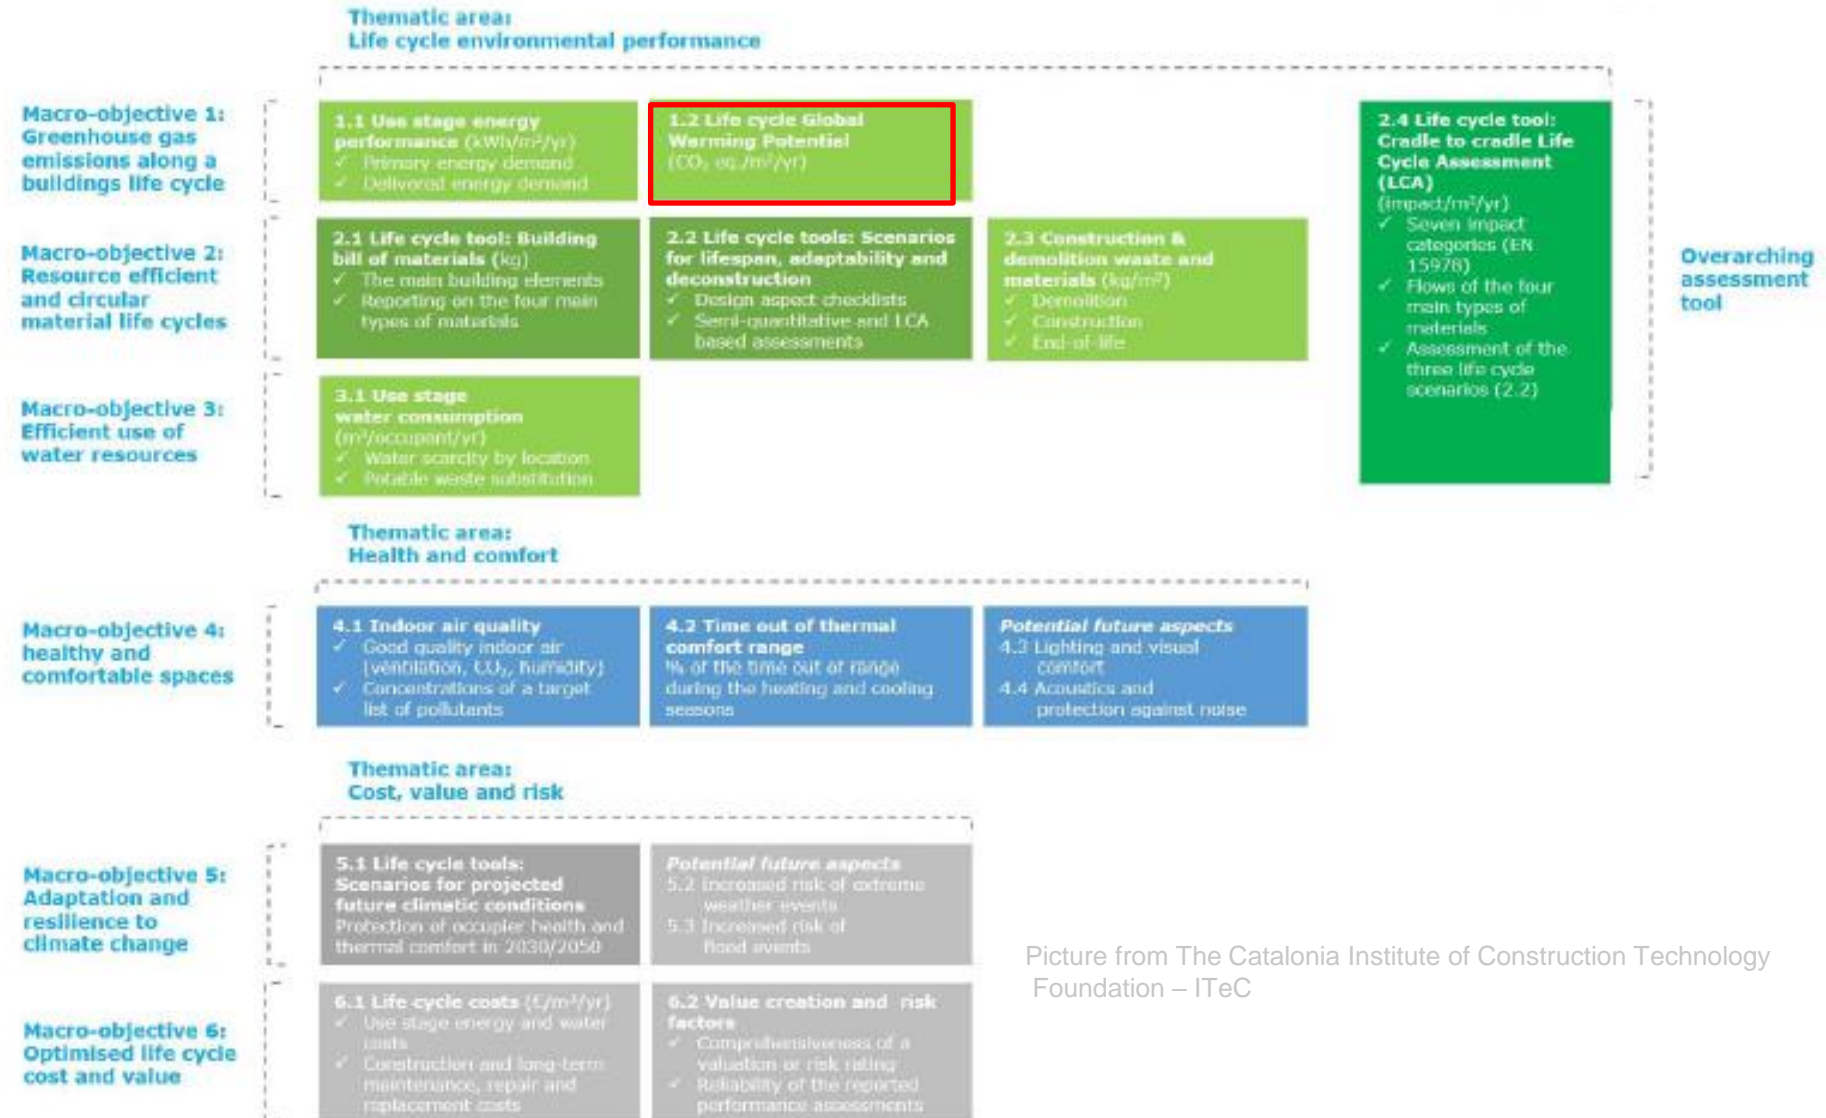 Thematic area:
Life cycle environmental performance
Macro-objective 1:
Greenhouse gas
emissions along a
buildings life cycle
1.1 Use stage energy
performance (kWh/m²/yr)
✓ Primary energy demand
✓ Delivered energy demand
1.2 Life cycle Global
Warming Potential
(CO₂ eq./m²/yr)
2.4 Life cycle tool:
Cradle to cradle Life
Cycle Assessment
(LCA)
(impact/m²/yr)
✓ Seven impact
categories (EN
15978)
✓ Flows of the four
main types of
materials
✓ Assessment of the
three life cycle
scenarios (2.2)
Overarching
assessment
tool
Macro-objective 2:
Resource efficient
and circular
material life cycles
2.1 Life cycle tool: Building
bill of materials (kg)
✓ The main building elements
✓ Reporting on the four main
types of materials
2.2 Life cycle tools: Scenarios
for lifespan, adaptability and
deconstruction
✓ Design aspect checklists
✓ Semi-quantitative and LCA
based assessments
2.3 Construction &
demolition waste and
materials (kg/m²)
✓ Demolition
✓ Construction
✓ End-of-life
Macro-objective 3:
Efficient use of
water resources
3.1 Use stage
water consumption
(m³/occupant/yr)
✓ Water scarcity by location
✓ Potable waste substitution
Thematic area:
Health and comfort
Macro-objective 4:
healthy and
comfortable spaces
4.1 Indoor air quality
✓ Good quality indoor air
(ventilation, CO₂, humidity)
✓ Concentrations of a target
list of pollutants
4.2 Time out of thermal
comfort range
% of the time out of range
during the heating and cooling
seasons
Potential future aspects
4.3 Lighting and visual
comfort
4.4 Acoustics and
protection against noise
Thematic area:
Cost, value and risk
Macro-objective 5:
Adaptation and
resilience to
climate change
5.1 Life cycle tools:
Scenarios for projected
future climatic conditions
Protection of occupier health and
thermal comfort in 2030/2050
Potential future aspects
5.2 Increased risk of extreme
weather events
5.3 Increased risk of
flood events
Picture from The Catalonia Institute of Construction Technology
Foundation – ITeC
Macro-objective 6:
Optimised life cycle
cost and value
6.1 Life cycle costs (€/m²/yr)
✓ Use stage energy and water
costs
✓ Construction and long-term
maintenance, repair and
replacement costs
6.2 Value creation and risk
factors
✓ Comprehensiveness of a
valuation or risk rating
✓ Reliability of the reported
performance assessments